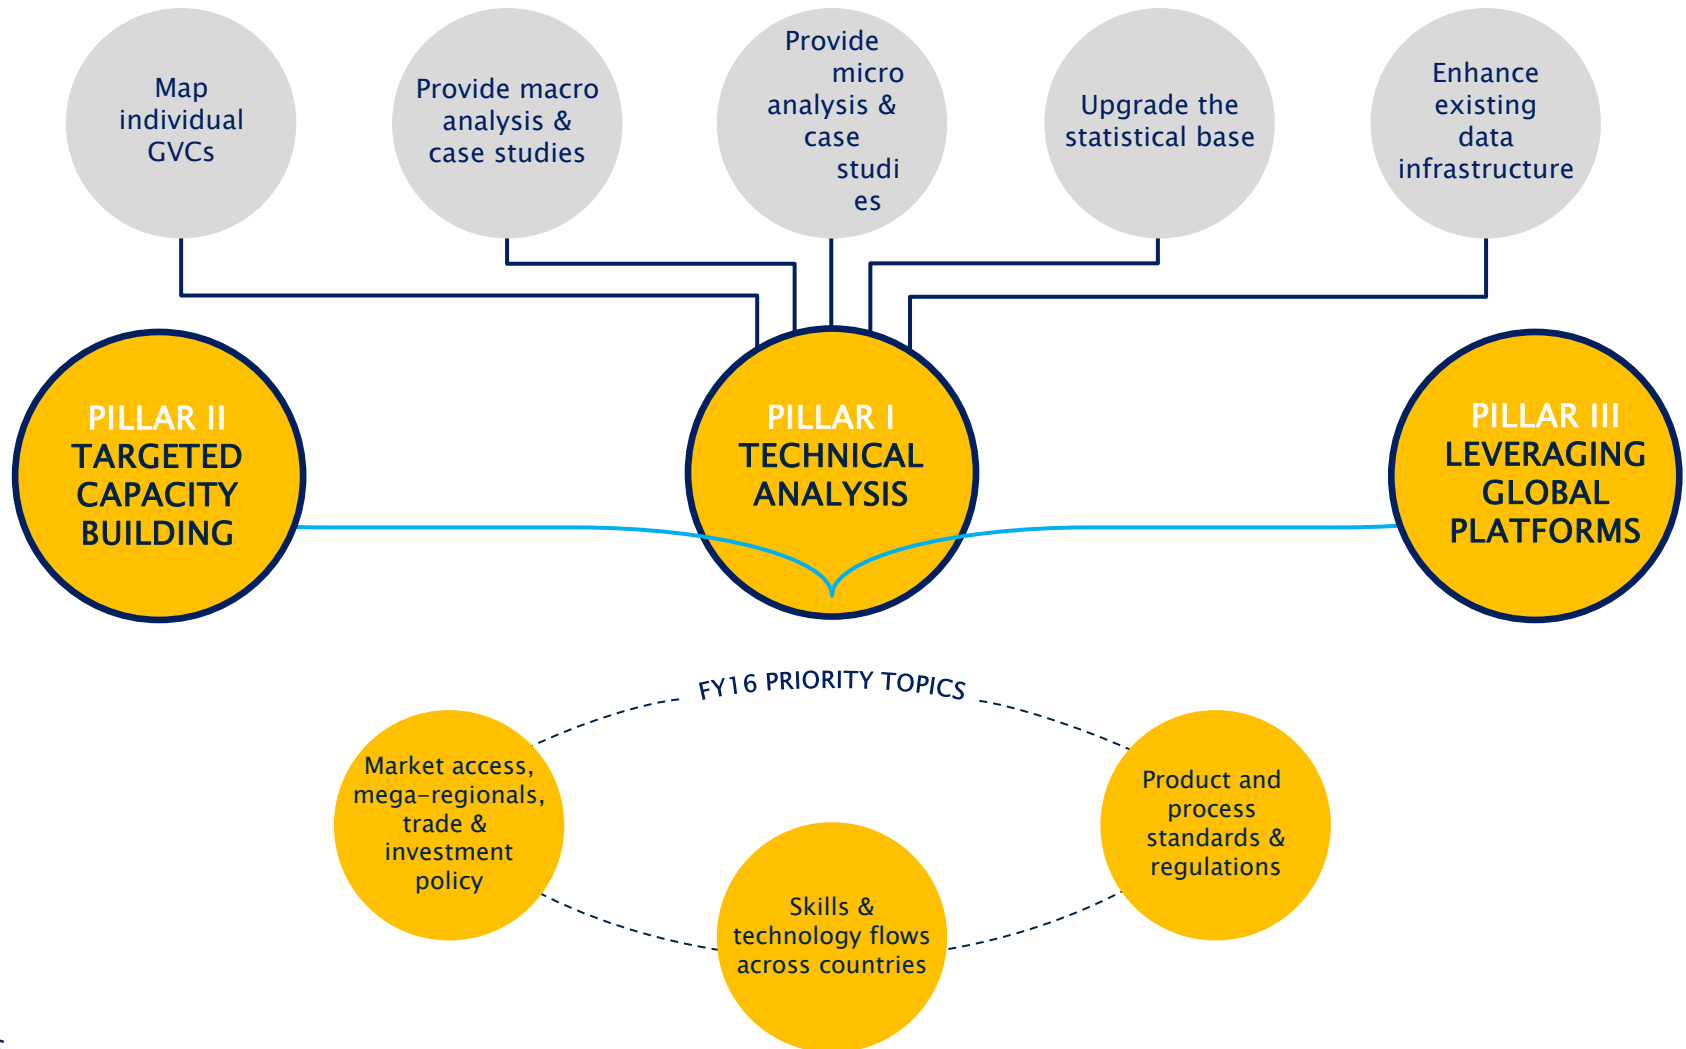 Map
individual
GVCs
Provide macro
analysis &
case studies
Provide
micro
analysis &
case
studi
es
Upgrade the
statistical base
Enhance
existing
data
infrastructure
PILLAR II
TARGETED
CAPACITY
BUILDING
PILLAR I
TECHNICAL
ANALYSIS
PILLAR III
LEVERAGING
GLOBAL
PLATFORMS
FY16 PRIORITY TOPICS
Market access,
mega-regionals,
trade &
investment
policy
Skills &
technology flows
across countries
Product and
process
standards &
regulations